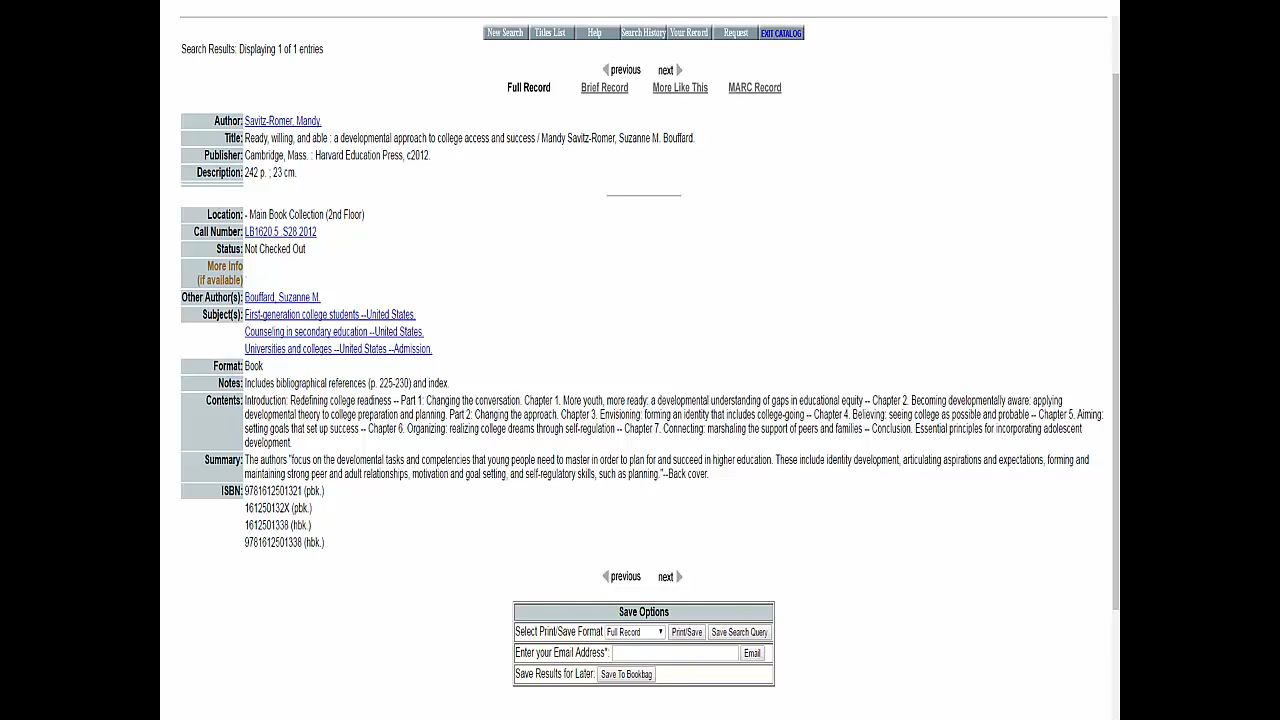 New Search Titles List Help Search History Your Record Request EXIT CATALOG
Search Results: Displaying 1 of 1 entries
previous next
Full Record Brief Record More Like This MARC Record
Author: Savitz-Romer, Mandy.
Title: Ready, willing, and able : a developmental approach to college access and success / Mandy Savitz-Romer, Suzanne M. Bouffard.
Publisher: Cambridge, Mass. : Harvard Education Press, c2012.
Description: 242 p. ; 23 cm.
Location: - Main Book Collection (2nd Floor)
Call Number: LB1620.5 .S28 2012
Status: Not Checked Out
More Info
(if available)
Other Author(s): Bouffard, Suzanne M.
Subject(s): First-generation college students --United States.
Counseling in secondary education --United States.
Universities and colleges --United States --Admission.
Format: Book
Notes: Includes bibliographical references (p. 225-230) and index.
Contents: Introduction: Redefining college readiness -- Part 1: Changing the conversation. Chapter 1. More youth, more ready: a developmental understanding of gaps in educational equity -- Chapter 2. Becoming developmentally aware: applying
developmental theory to college preparation and planning. Part 2: Changing the approach. Chapter 3. Envisioning: forming an identity that includes college-going -- Chapter 4. Believing: seeing college as possible and probable -- Chapter 5. Aiming:
setting goals that set up success -- Chapter 6. Organizing: realizing college dreams through self-regulation -- Chapter 7. Connecting: marshaling the support of peers and families -- Conclusion. Essential principles for incorporating adolescent
development.
Summary: The authors "focus on the develomental tasks and competencies that young people need to master in order to plan for and succeed in higher education. These include identity development, articulating aspirations and expectations, forming and
maintaining strong peer and adult relationships, motivation and goal setting, and self-regulatory skills, such as planning."--Back cover.
ISBN: 9781612501321 (pbk.)
161250132X (pbk.)
1612501338 (hbk.)
9781612501338 (hbk.)
previous next
Save Options
Select Print/Save Format Full Record Print/Save Save Search Query
Enter your Email Address*: Email
Save Results for Later: Save To Bookbag